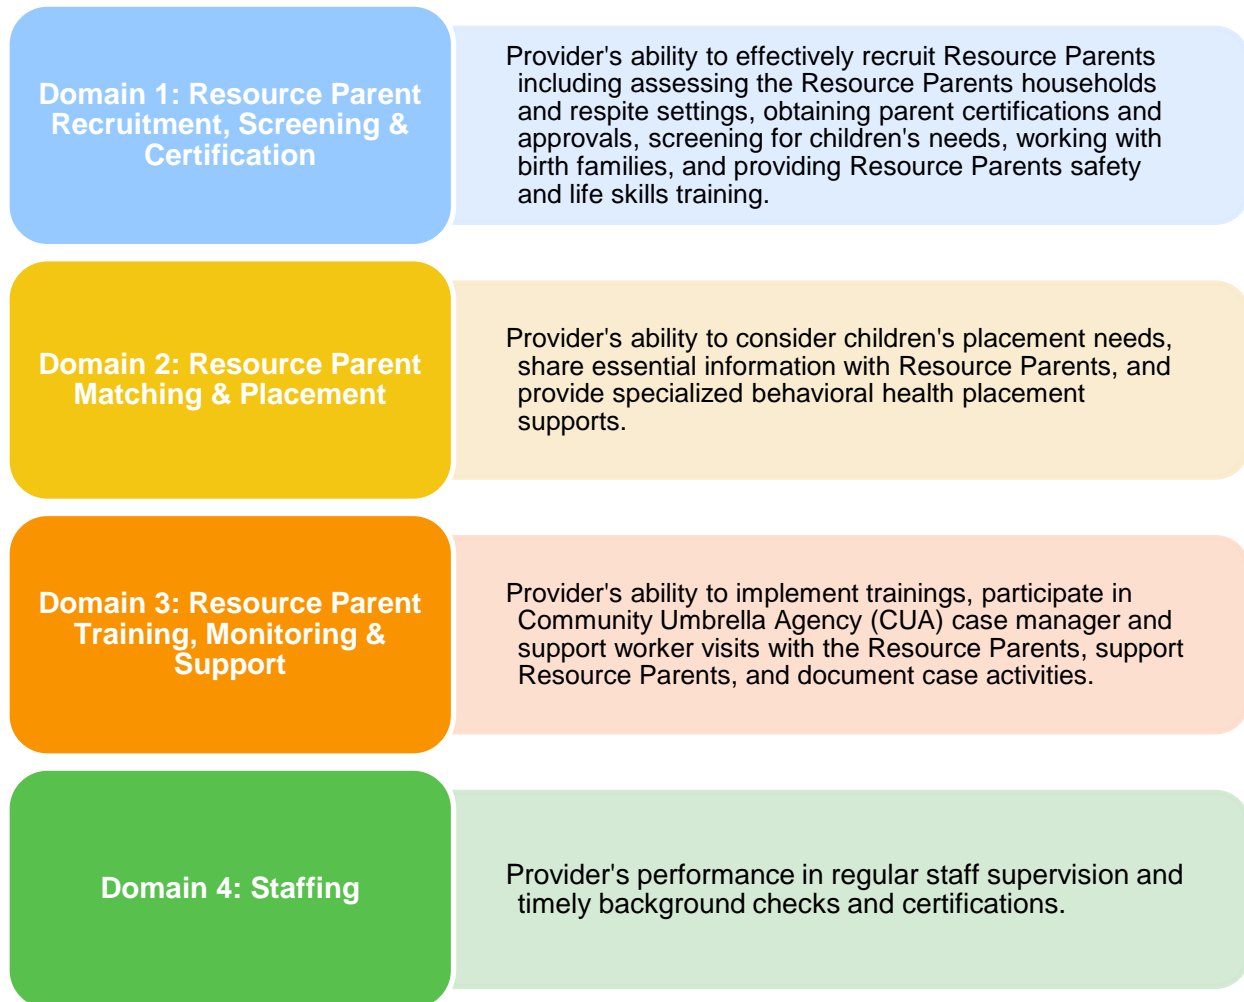 Domain 1: Resource Parent
Recruitment, Screening &
Certification
Provider's ability to effectively recruit Resource Parents
including assessing the Resource Parents households
and respite settings, obtaining parent certifications and
approvals, screening for children's needs, working with
birth families, and providing Resource Parents safety
and life skills training.
Domain 2: Resource Parent
Matching & Placement
Provider's ability to consider children's placement needs,
share essential information with Resource Parents, and
provide specialized behavioral health placement
supports.
Domain 3: Resource Parent
Training, Monitoring &
Support
Provider's ability to implement trainings, participate in
Community Umbrella Agency (CUA) case manager and
support worker visits with the Resource Parents, support
Resource Parents, and document case activities.
Domain 4: Staffing
Provider's performance in regular staff supervision and
timely background checks and certifications.